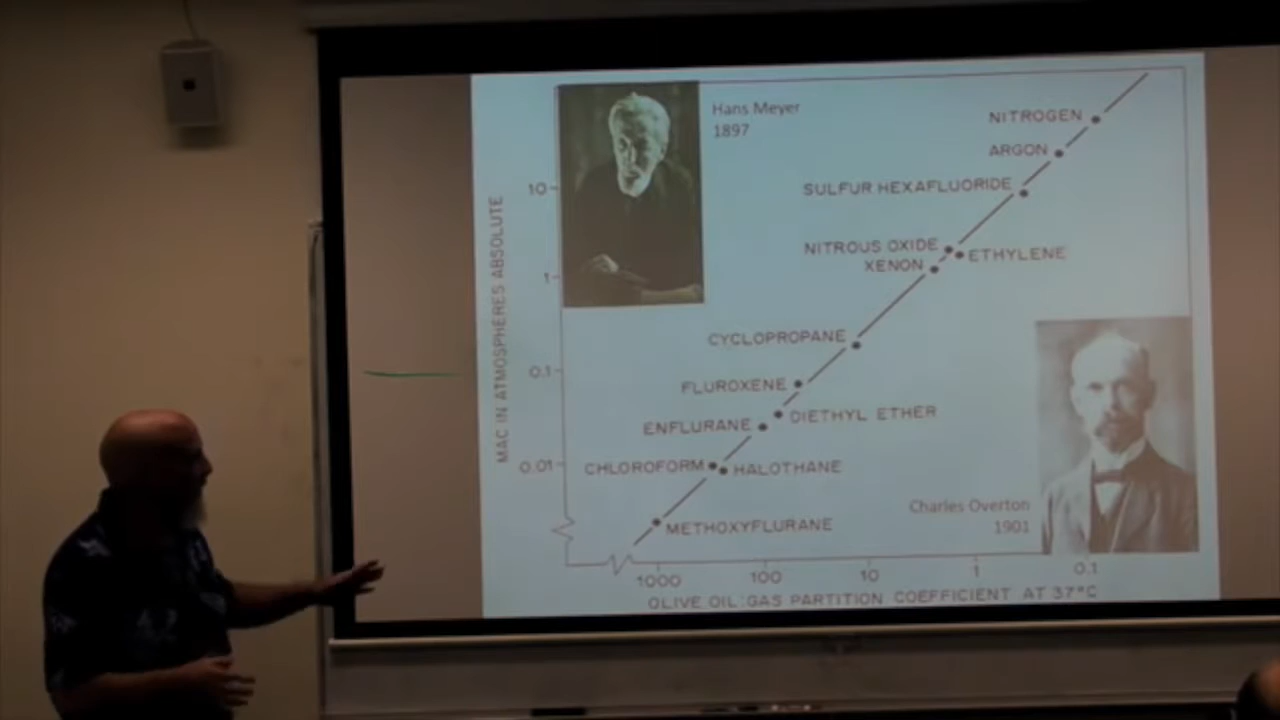 Hans Meyer
1897
NITROGEN
ARGON
SULFUR HEXAFLUORIDE
10
NITROUS OXIDE
ETHYLENE
XENON
1
CYCLOPROPANE
0.1
FLUROXENE
DIETHYL ETHER
ENFLURANE
CHLOROFORM
HALOTHANE
0.01
Charles Overton
1901
METHOXYFLURANE
MAC IN ATMOSPHERES ABSOLUTE
1000 100 10 1 0.1
OLIVE OIL:GAS PARTITION COEFFICIENT AT 37°C